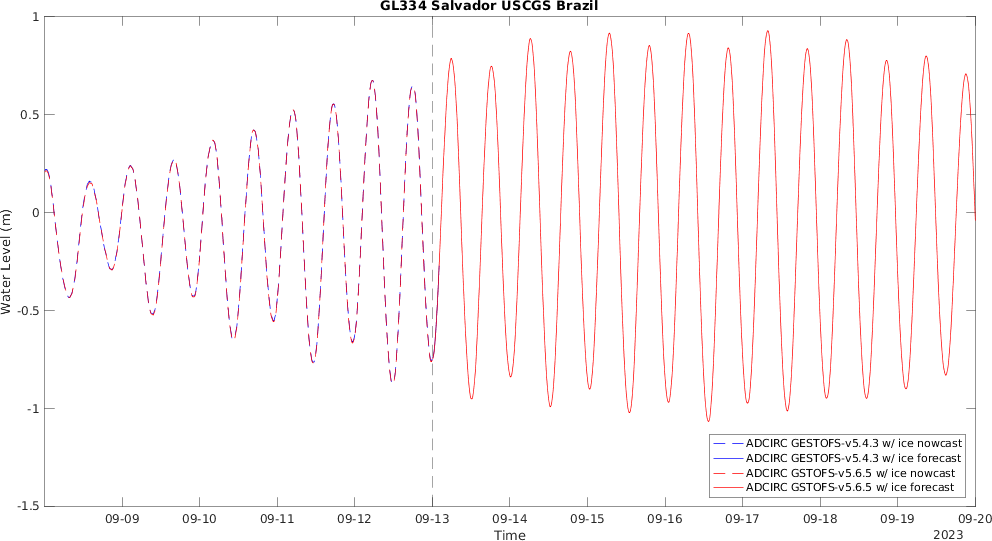 GL334 Salvador USCGS Brazil
Water Level (m)
1
0.5
0
-0.5
-1
-1.5
ADCIRC GESTOFS-v5.4.3 w/ ice nowcast
ADCIRC GESTOFS-v5.4.3 w/ ice forecast
ADCIRC GSTOFS-v5.6.5 w/ ice nowcast
ADCIRC GSTOFS-v5.6.5 w/ ice forecast
09-09 09-10 09-11 09-12 09-13 09-14 09-15 09-16 09-17 09-18 09-19 09-20
Time
2023